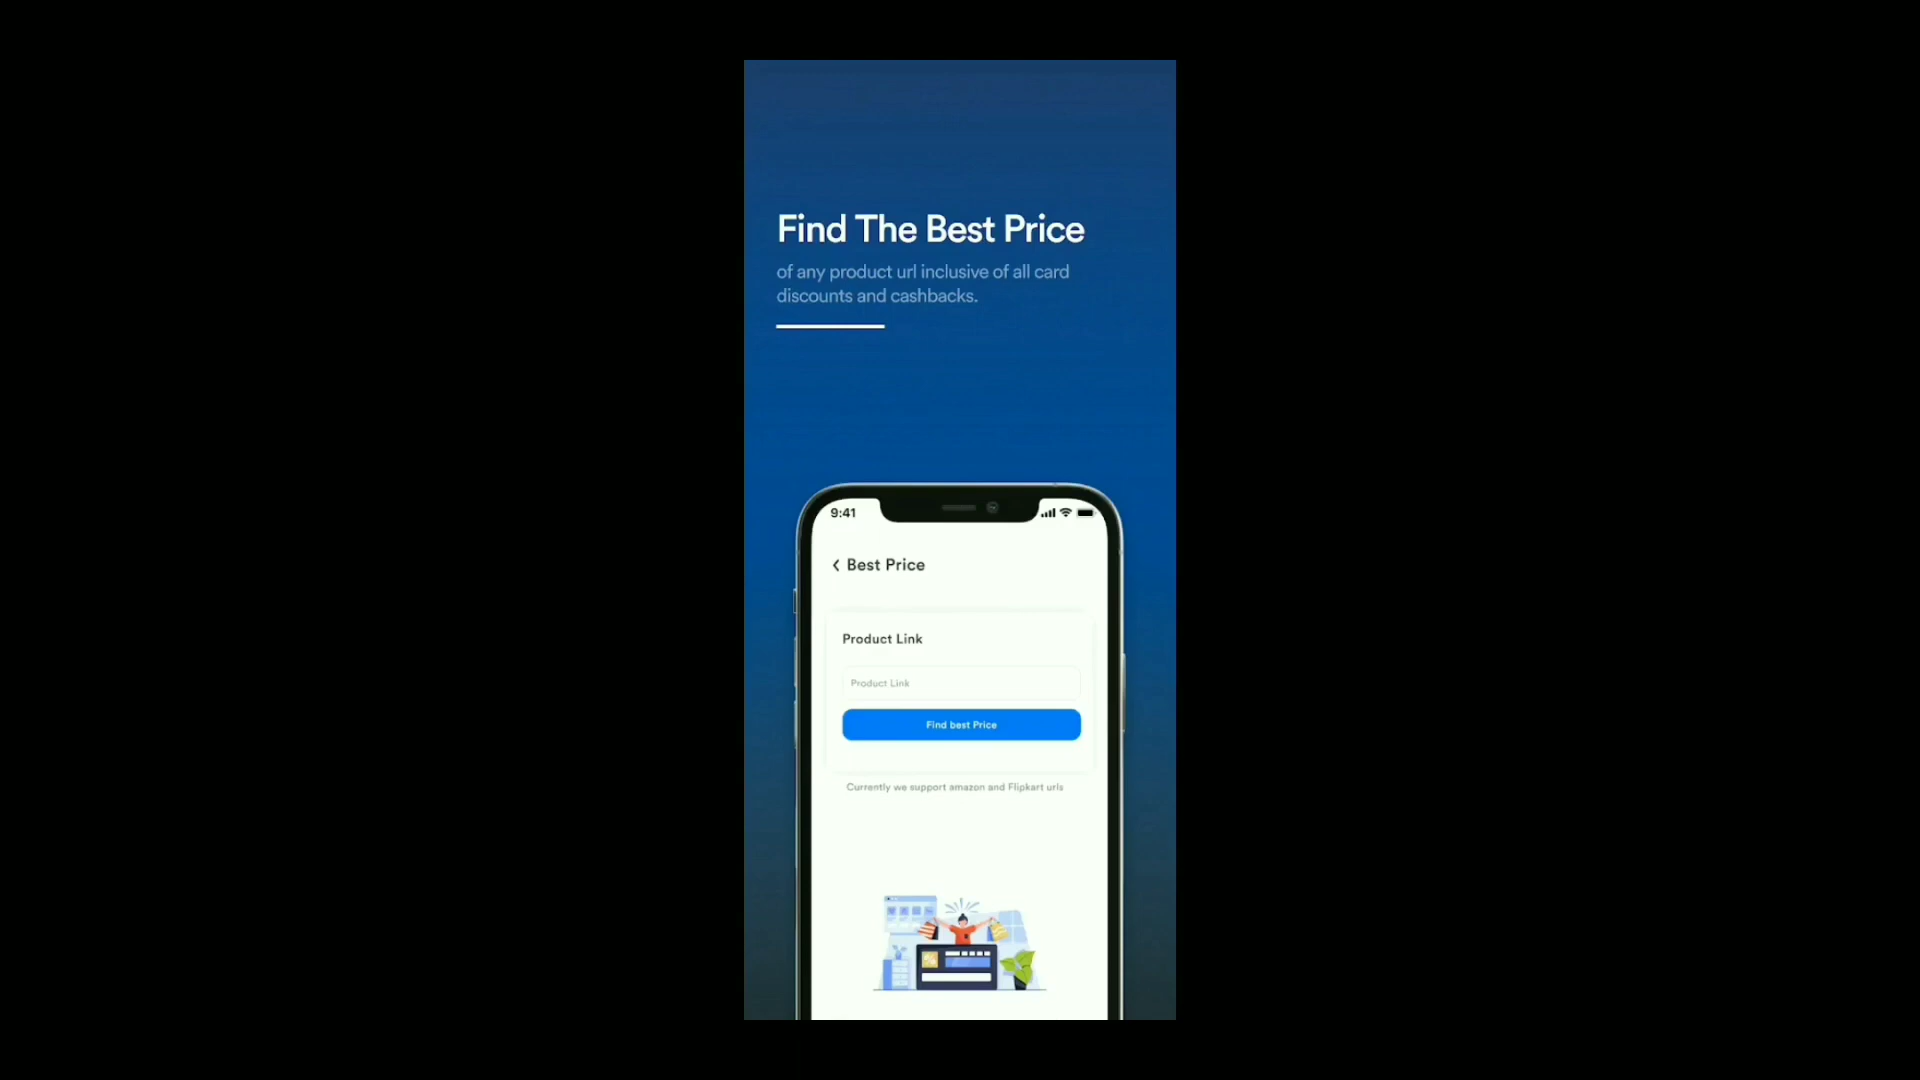 Find The Best Price
of any product url inclusive of all card
discounts and cashbacks.
9:41
Best Price
Product Link
Product Link
Find best Price
Currently we support amazon and Flipkart urls